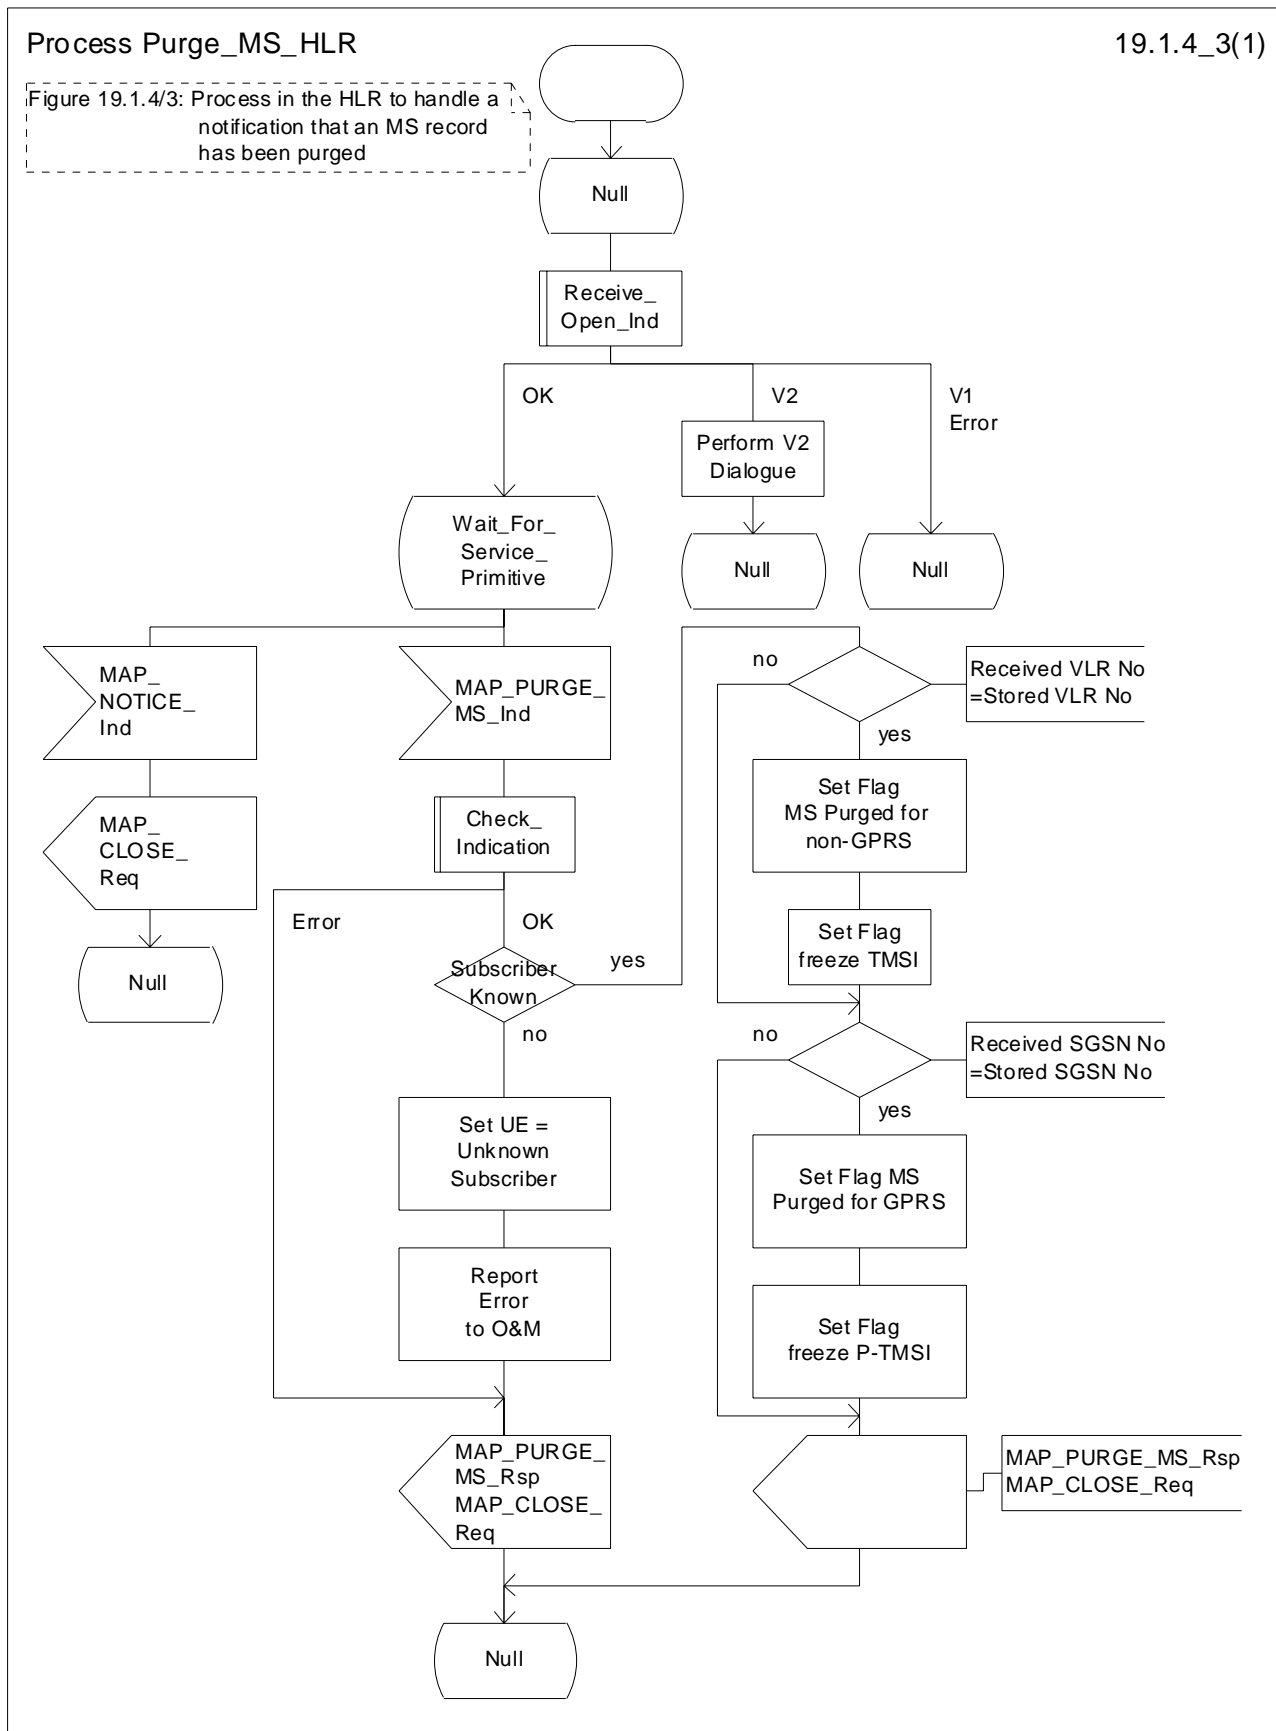 Process Purge_MS_HLR
19.1.4_3(1)
Figure 19.1.4/3: Process in the HLR to handle a
notification that an MS record
has been purged
Null
Receive_
Open_Ind
OK
V2
V1
Error
Perform V2
Dialogue
Wait_For_
Service_
Primitive
Null
Null
MAP_
NOTICE_
Ind
MAP_PURGE_
MS_Ind
no
Received VLR No
=Stored VLR No
yes
Set Flag
MS Purged for
non-GPRS
MAP_
CLOSE_
Req
Check_
Indication
Error
OK
Set Flag
freeze TMSI
Null
Subscriber
Known
yes
no
no
Received SGSN No
=Stored SGSN No
yes
Set UE =
Unknown
Subscriber
Set Flag MS
Purged for GPRS
Report
Error
to O&M
Set Flag
freeze P-TMSI
MAP_PURGE_
MS_Rsp
MAP_CLOSE_
Req
MAP_PURGE_MS_Rsp
MAP_CLOSE_Req
Null